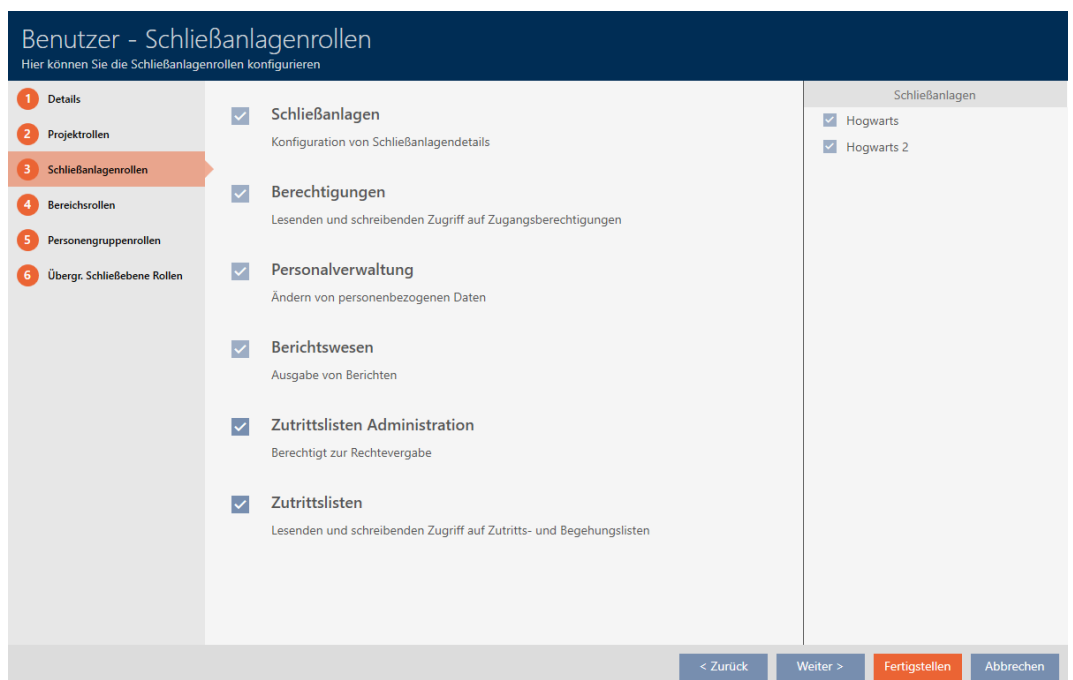 Benutzer - Schließanlagenrollen
Hier können Sie die Schließanlagenrollen konfigurieren
1 Details
2 Projektrollen
3 Schließanlagenrollen
4 Bereichsrollen
5 Personengruppenrollen
6 Übergr. Schließebene Rollen
Schließanlagen
Konfiguration von Schließanlagendetails
Berechtigungen
Lesenden und schreibenden Zugriff auf Zugangsberechtigungen
Personalverwaltung
Ändern von personenbezogenen Daten
Berichtswesen
Ausgabe von Berichten
Zutrittslisten Administration
Berechtigt zur Rechtevergabe
Zutrittslisten
Lesenden und schreibenden Zugriff auf Zutritts- und Begehungslisten
Schließanlagen
Hogwarts
Hogwarts 2
< Zurück
Weiter >
Fertigstellen
Abbrechen